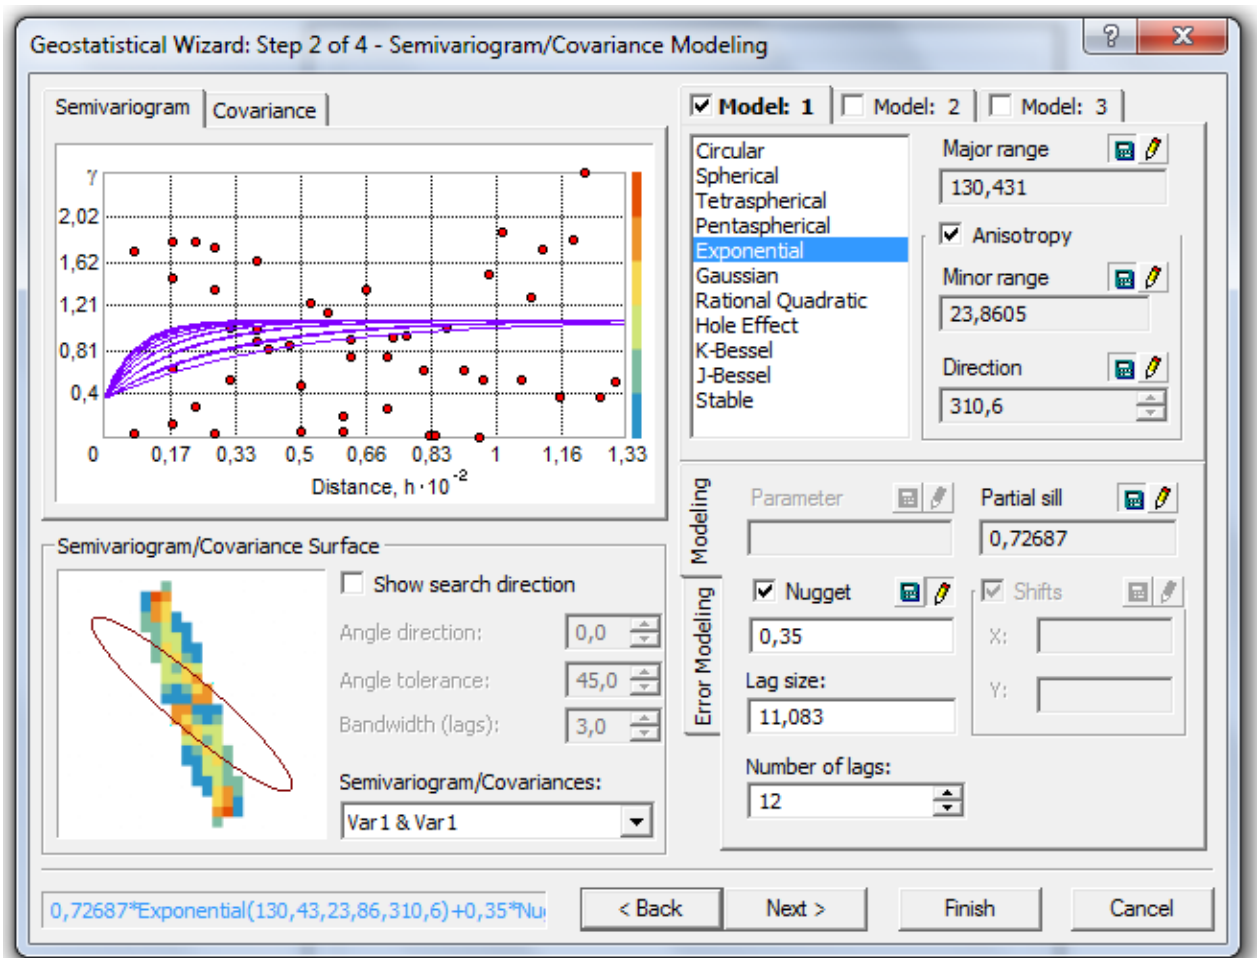 Geostatistical Wizard: Step 2 of 4 - Semivariogram/Covariance Modeling
Semivariogram
Covariance
γ
2,02
1,62
1,21
0,81
0,4
0
0,17
0,33
0,5
0,66
0,83
1
1,16
1,33
Distance, h·10⁻²
Model: 1
Model: 2
Model: 3
Circular
Spherical
Tetraspherical
Pentaspherical
Exponential
Gaussian
Rational Quadratic
Hole Effect
K-Bessel
J-Bessel
Stable
Major range
130,431
Anisotropy
Minor range
23,8605
Direction
310,6
Semivariogram/Covariance Surface
Show search direction
Angle direction:
0,0
Angle tolerance:
45,0
Bandwidth (lags):
3,0
Semivariogram/Covariances:
Var1 & Var1
Modeling
Error Modeling
Parameter
Partial sill
0,72687
Nugget
0,35
Shifts
X:
Y:
Lag size:
11,083
Number of lags:
12
0,72687*Exponential(130,43,23,86,310,6)+0,35*Nu
< Back
Next >
Finish
Cancel